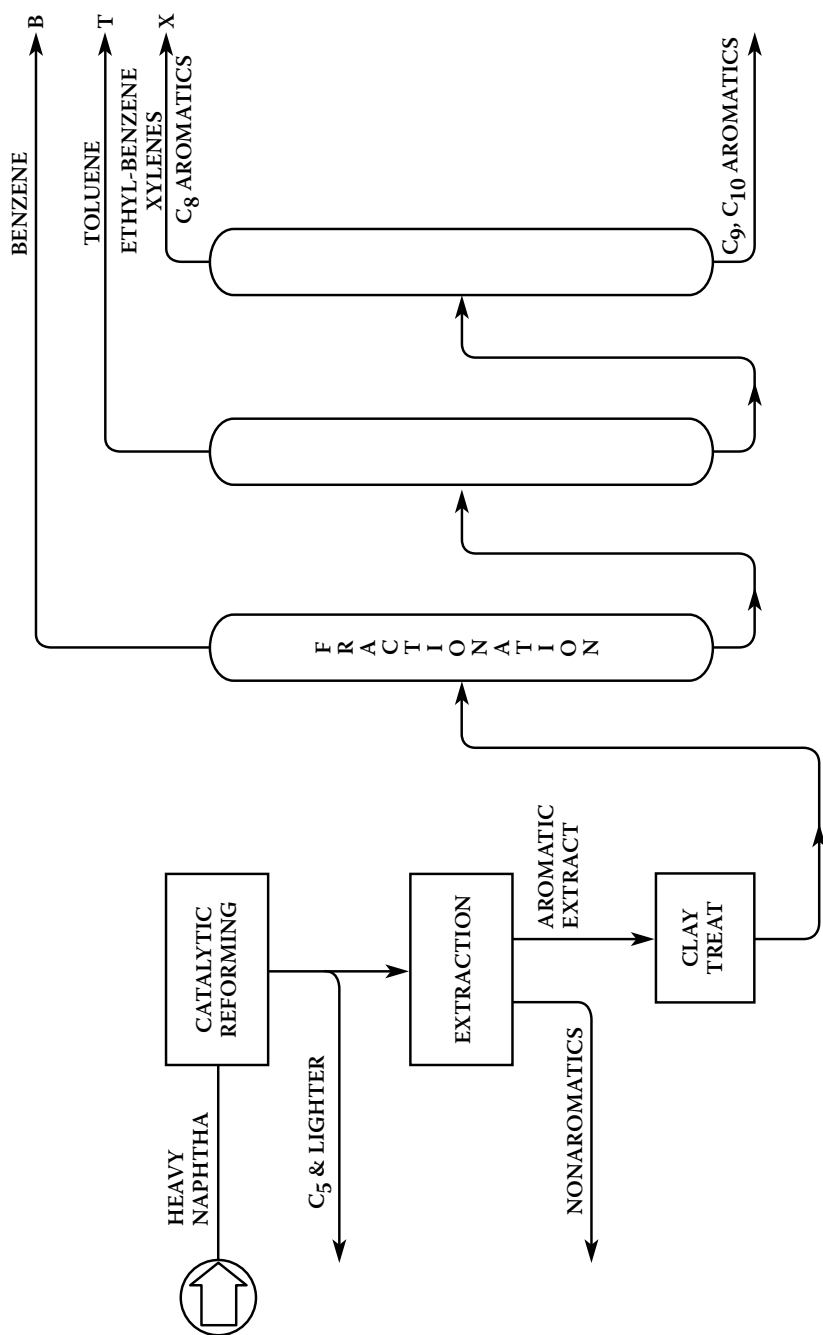 HEAVY
NAPHTHA
CATALYTIC
REFORMING
C5 & LIGHTER
EXTRACTION
NONAROMATICS
AROMATIC
EXTRACT
CLAY
TREAT
FRACTIONATION
BENZENE
B
TOLUENE
T
ETHYL-BENZENE
XYLENES
X
C8 AROMATICS
C9, C10 AROMATICS